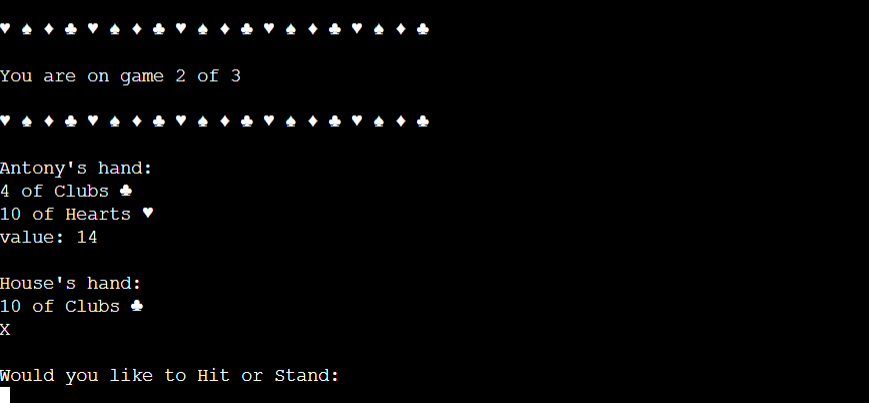 ♥ ♠ ♦ ♣ ♥ ♠ ♦ ♣ ♥ ♠ ♦ ♣ ♥ ♠ ♦ ♣ ♥ ♠ ♦ ♣
You are on game 2 of 3
♥ ♠ ♦ ♣ ♥ ♠ ♦ ♣ ♥ ♠ ♦ ♣ ♥ ♠ ♦ ♣ ♥ ♠ ♦ ♣
Antony's hand:
4 of Clubs ♣
10 of Hearts ♥
value: 14
House's hand:
10 of Clubs ♣
X
Would you like to Hit or Stand: